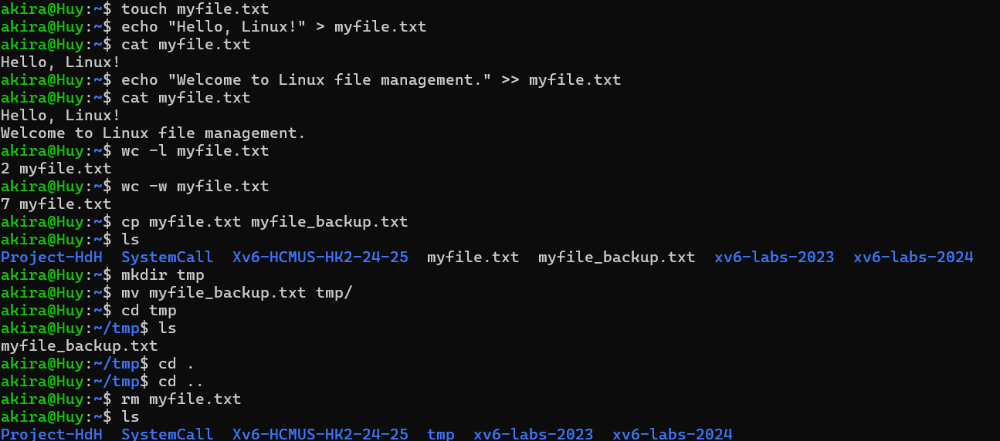 akira@Huy:~$ touch myfile.txt
akira@Huy:~$ echo "Hello, Linux!" > myfile.txt
akira@Huy:~$ cat myfile.txt
Hello, Linux!
akira@Huy:~$ echo "Welcome to Linux file management." >> myfile.txt
akira@Huy:~$ cat myfile.txt
Hello, Linux!
Welcome to Linux file management.
akira@Huy:~$ wc -l myfile.txt
2 myfile.txt
akira@Huy:~$ wc -w myfile.txt
7 myfile.txt
akira@Huy:~$ cp myfile.txt myfile_backup.txt
akira@Huy:~$ ls
Project-HdH  SystemCall  Xv6-HCMUS-HK2-24-25  myfile.txt  myfile_backup.txt  xv6-labs-2023  xv6-labs-2024
akira@Huy:~$ mkdir tmp
akira@Huy:~$ mv myfile_backup.txt tmp/
akira@Huy:~$ cd tmp
akira@Huy:~/tmp$ ls
myfile_backup.txt
akira@Huy:~/tmp$ cd .
akira@Huy:~/tmp$ cd ..
akira@Huy:~$ rm myfile.txt
akira@Huy:~$ ls
Project-HdH  SystemCall  Xv6-HCMUS-HK2-24-25  tmp  xv6-labs-2023  xv6-labs-2024